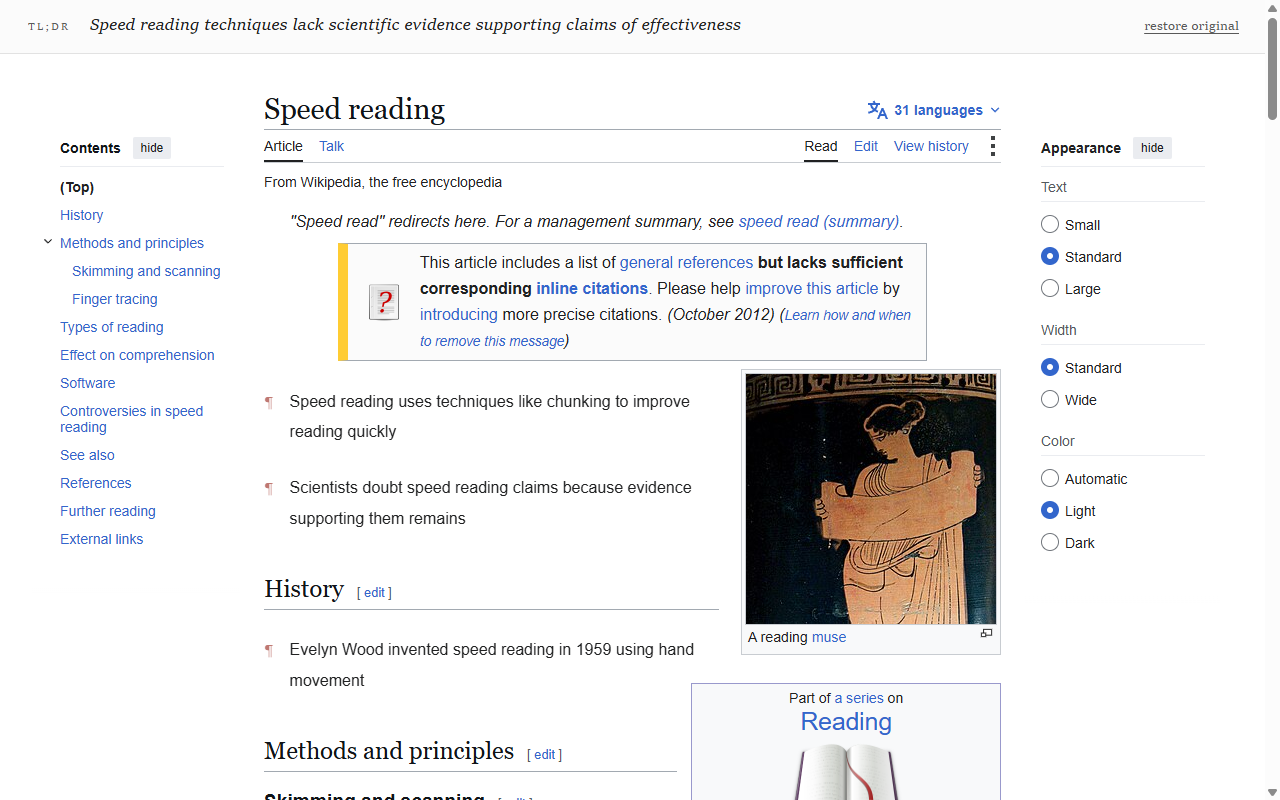 TL;DR Speed reading techniques lack scientific evidence supporting claims of effectiveness restore original
Speed reading
31 languages
Contents hide
(Top)
History
Methods and principles
Skimming and scanning
Finger tracing
Types of reading
Effect on comprehension
Software
Controversies in speed
reading
See also
References
Further reading
External links
Article Talk Read Edit View history
From Wikipedia, the free encyclopedia
"Speed read" redirects here. For a management summary, see speed read (summary).
This article includes a list of general references but lacks sufficient
corresponding inline citations. Please help improve this article by
introducing more precise citations. (October 2012) (Learn how and when
to remove this message)
¶ Speed reading uses techniques like chunking to improve
reading quickly
¶ Scientists doubt speed reading claims because evidence
supporting them remains
A reading muse
History [ edit ]
¶ Evelyn Wood invented speed reading in 1959 using hand
movement
Part of a series on
Reading
Methods and principles [ edit ]
Skimming and scanning [ edit ]
Appearance hide
Text
Small
Standard
Large
Width
Standard
Wide
Color
Automatic
Light
Dark